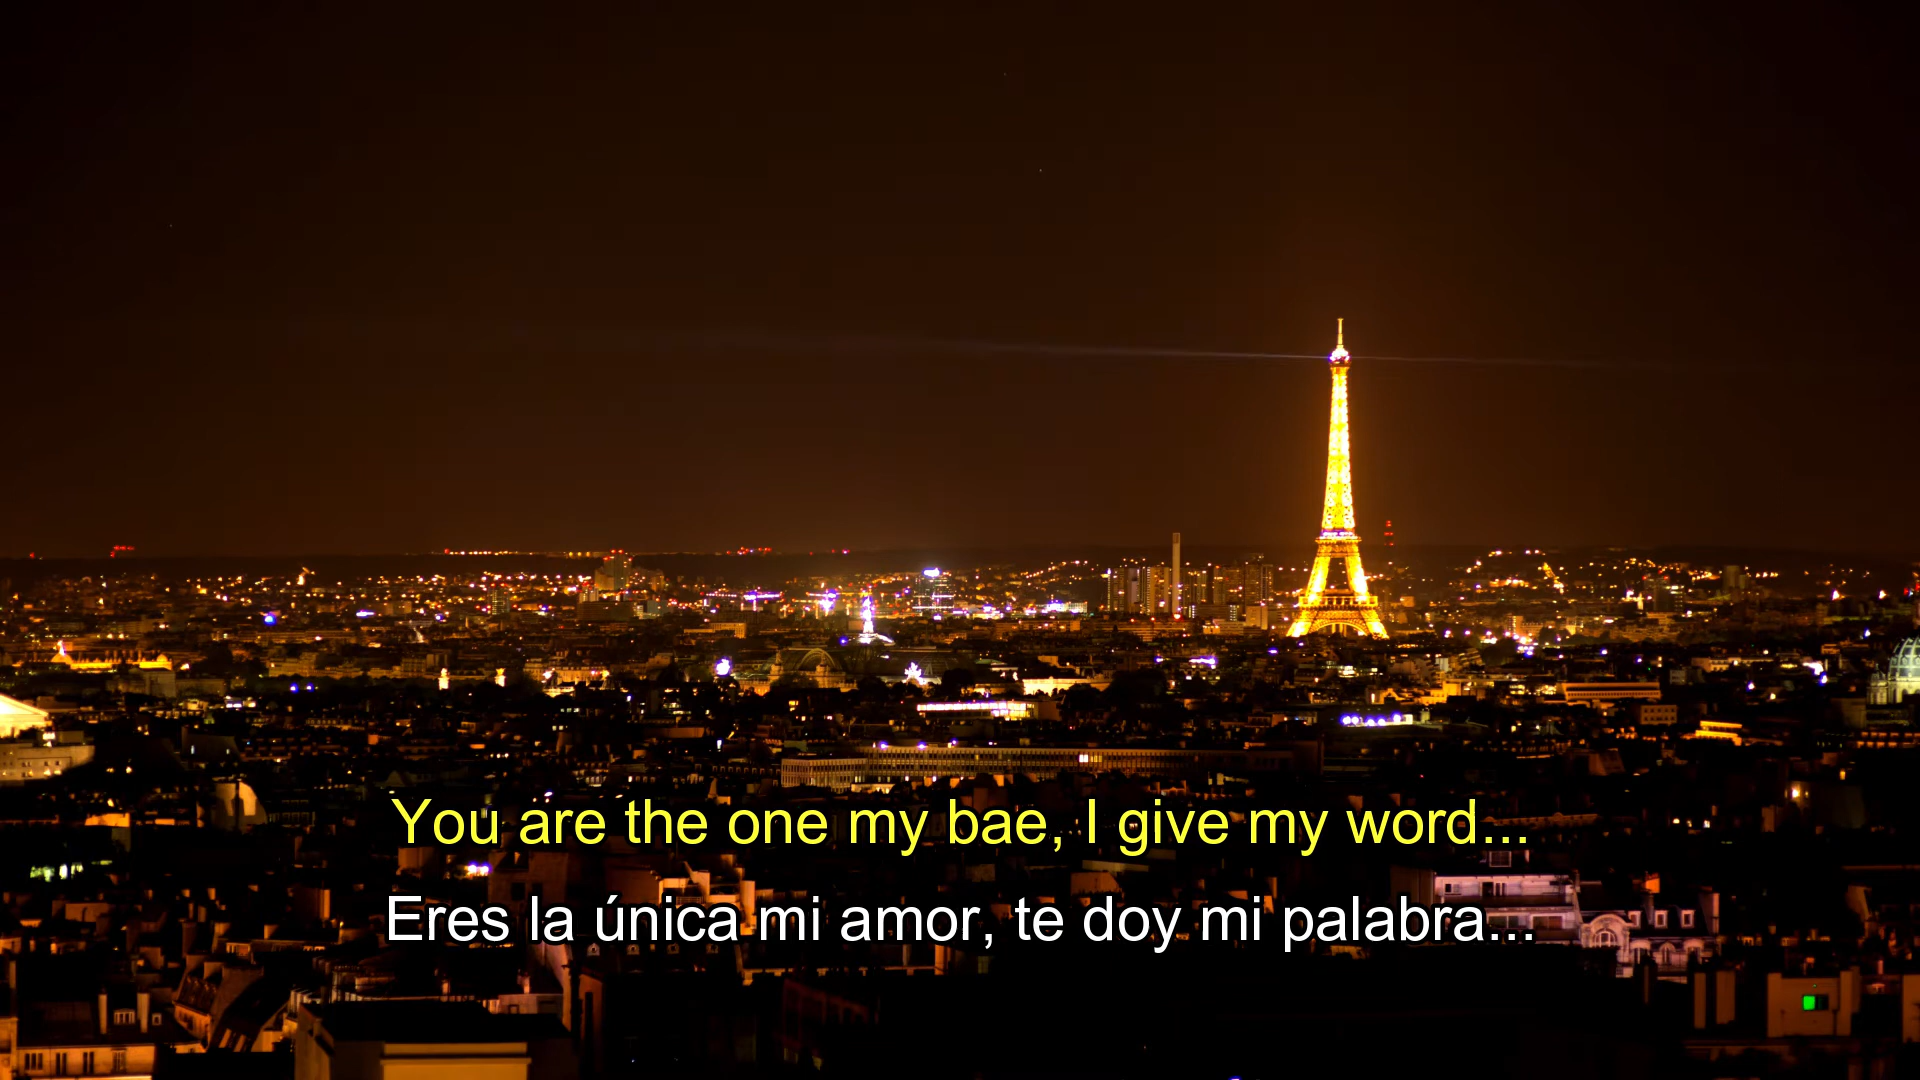 You are the one my bae, I give my word...
Eres la única mi amor, te doy mi palabra...